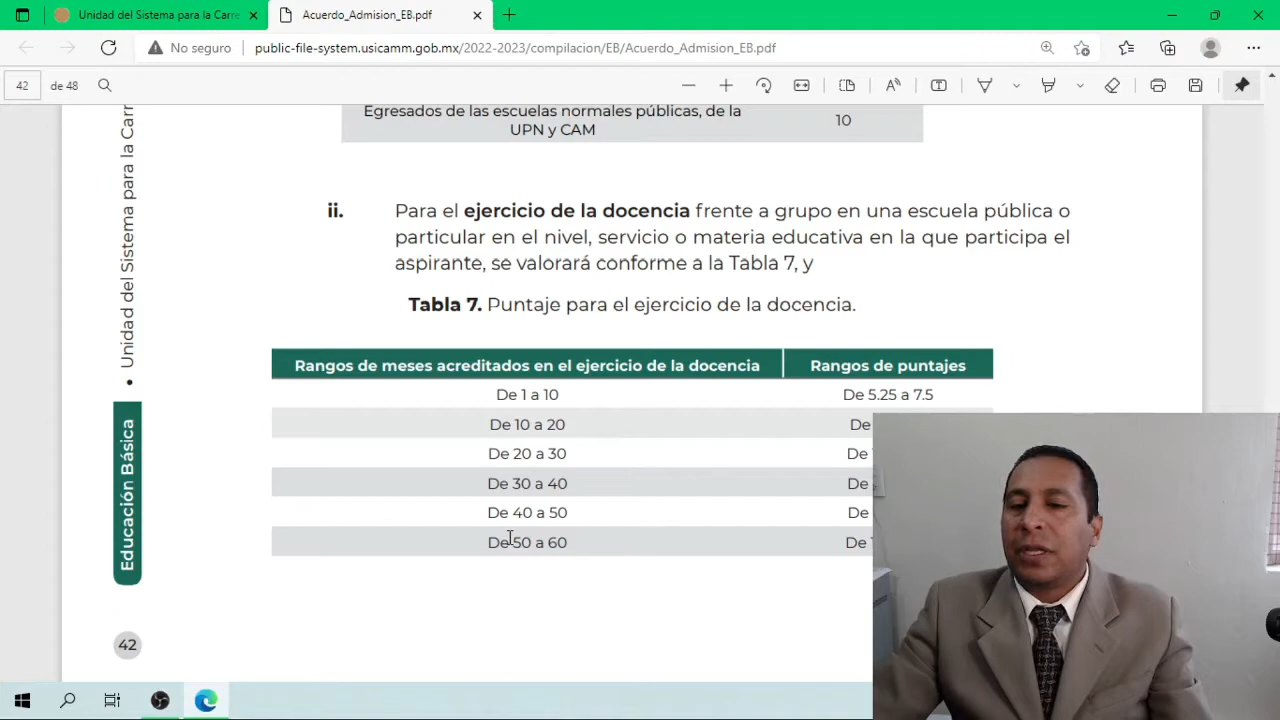 Unidad del Sistema para la Carre
Acuerdo_Admision_EB.pdf
No seguro
public-file-system.usicamm.gob.mx/2022-2023/compilacion/EB/Acuerdo_Admision_EB.pdf
42
de 48
Egresados de las escuelas normales públicas, de la
UPN y CAM
10
ii.
Para el ejercicio de la docencia frente a grupo en una escuela pública o
particular en el nivel, servicio o materia educativa en la que participa el
aspirante, se valorará conforme a la Tabla 7, y
Tabla 7. Puntaje para el ejercicio de la docencia.
Rangos de meses acreditados en el ejercicio de la docencia
Rangos de puntajes
De 1 a 10
De 5.25 a 7.5
De 10 a 20
De
De 20 a 30
De
De 30 a 40
De
De 40 a 50
De
De 50 a 60
De 1
• Unidad del Sistema para la Carr
Educación Básica
42